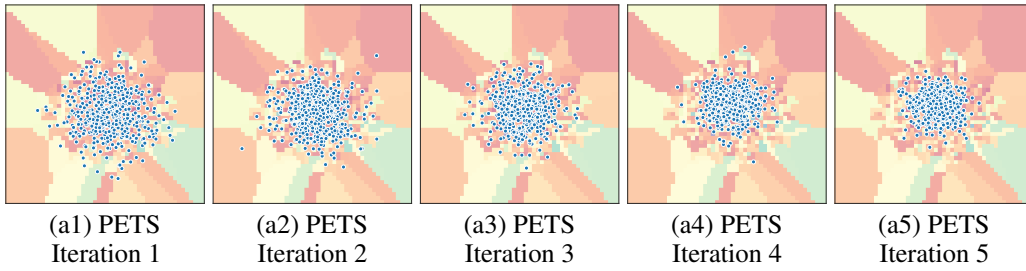 (a1) PETS
Iteration 1
(a2) PETS
Iteration 2
(a3) PETS
Iteration 3
(a4) PETS
Iteration 4
(a5) PETS
Iteration 5